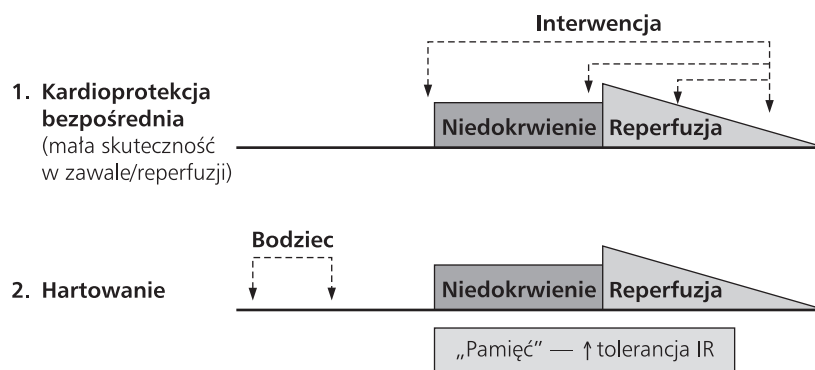 Interwencja
1. Kardioprotekcja
bezpośrednia
(mała skuteczność
w zawale/reperfuzji)
Niedokrwienie Reperfuzja
Bodziec
2. Hartowanie
Niedokrwienie Reperfuzja
„Pamięć” — ↑ tolerancja IR